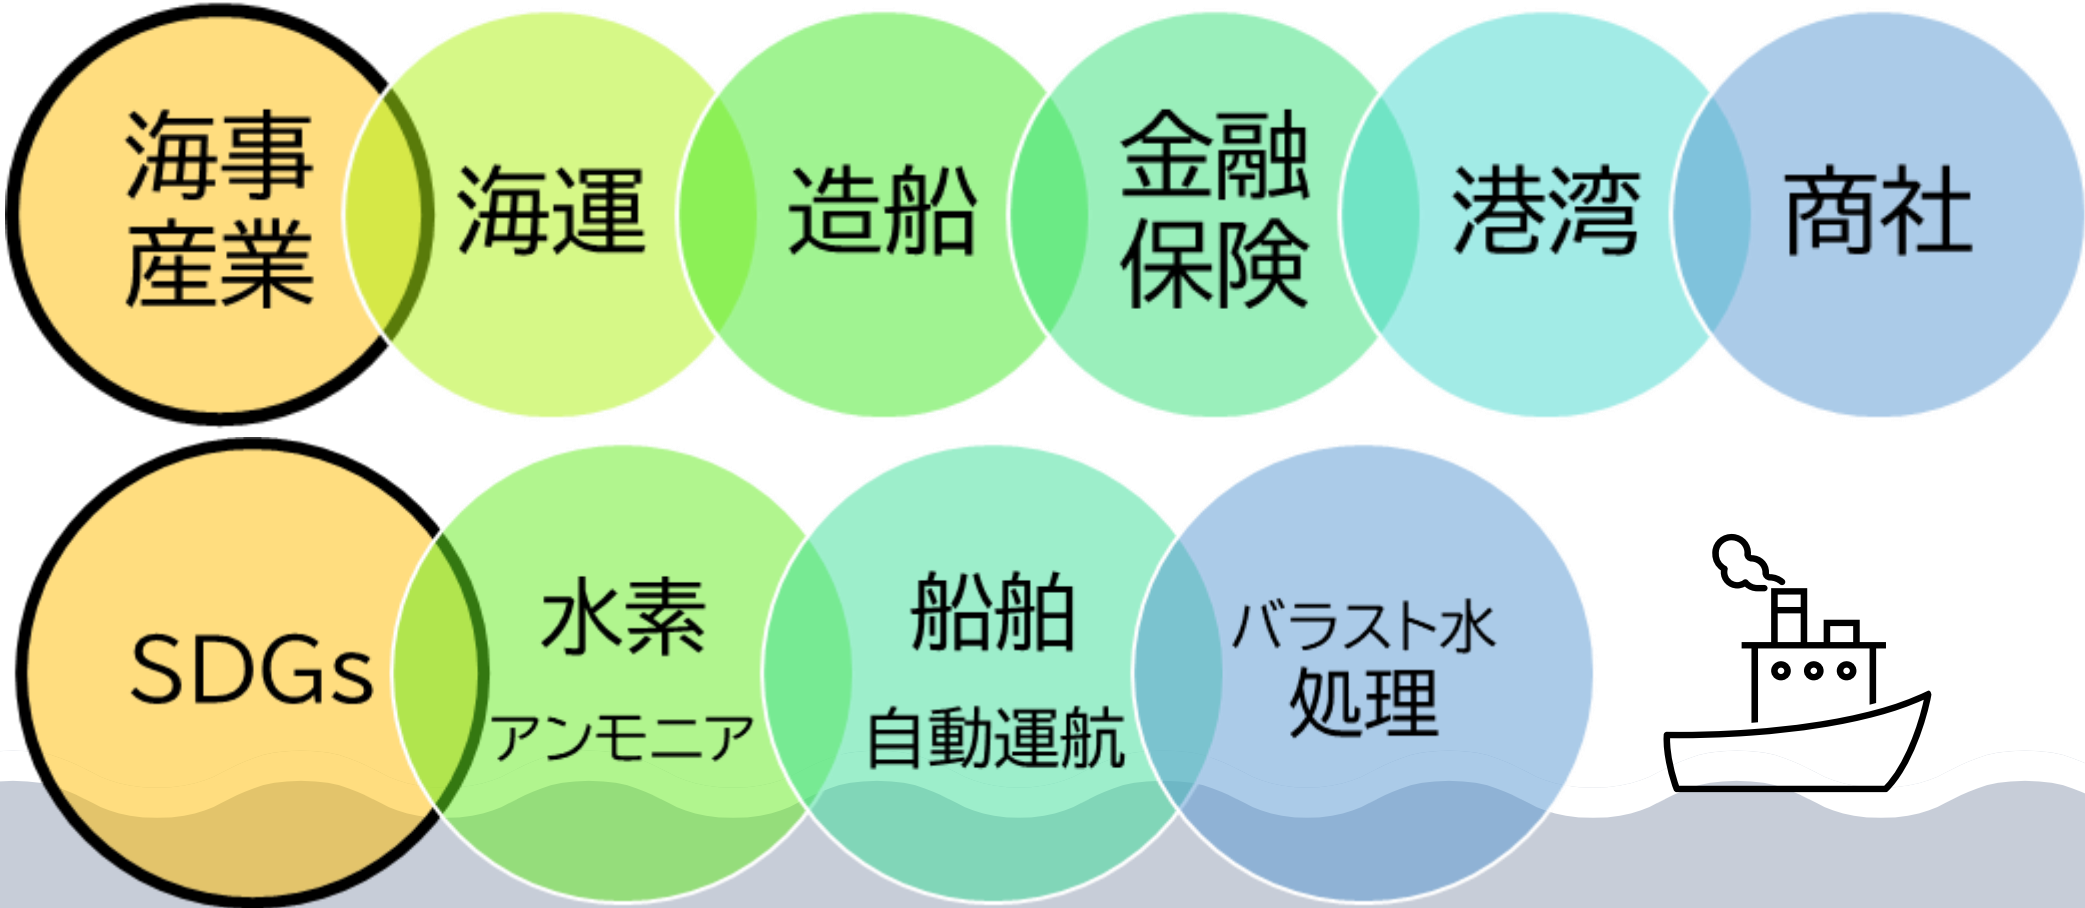 海事
産業
海運
造船
金融
保険
港湾
商社
SDGs
水素
アンモニア
船舶
自動運航
バラスト水
処理